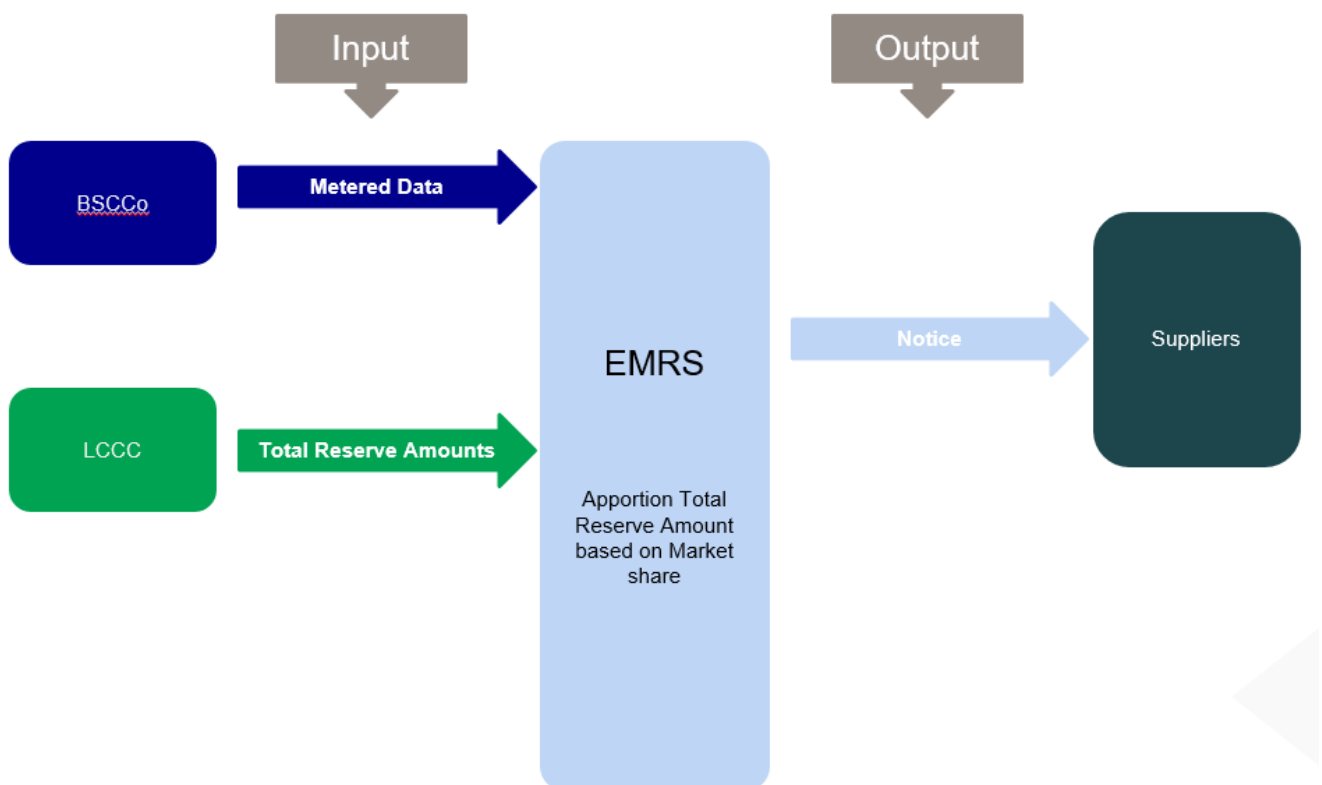 Input
Output
BSCCo
Metered Data
EMRS
Notice
Suppliers
LCCC
Total Reserve Amounts
Apportion Total
Reserve Amount
based on Market
share